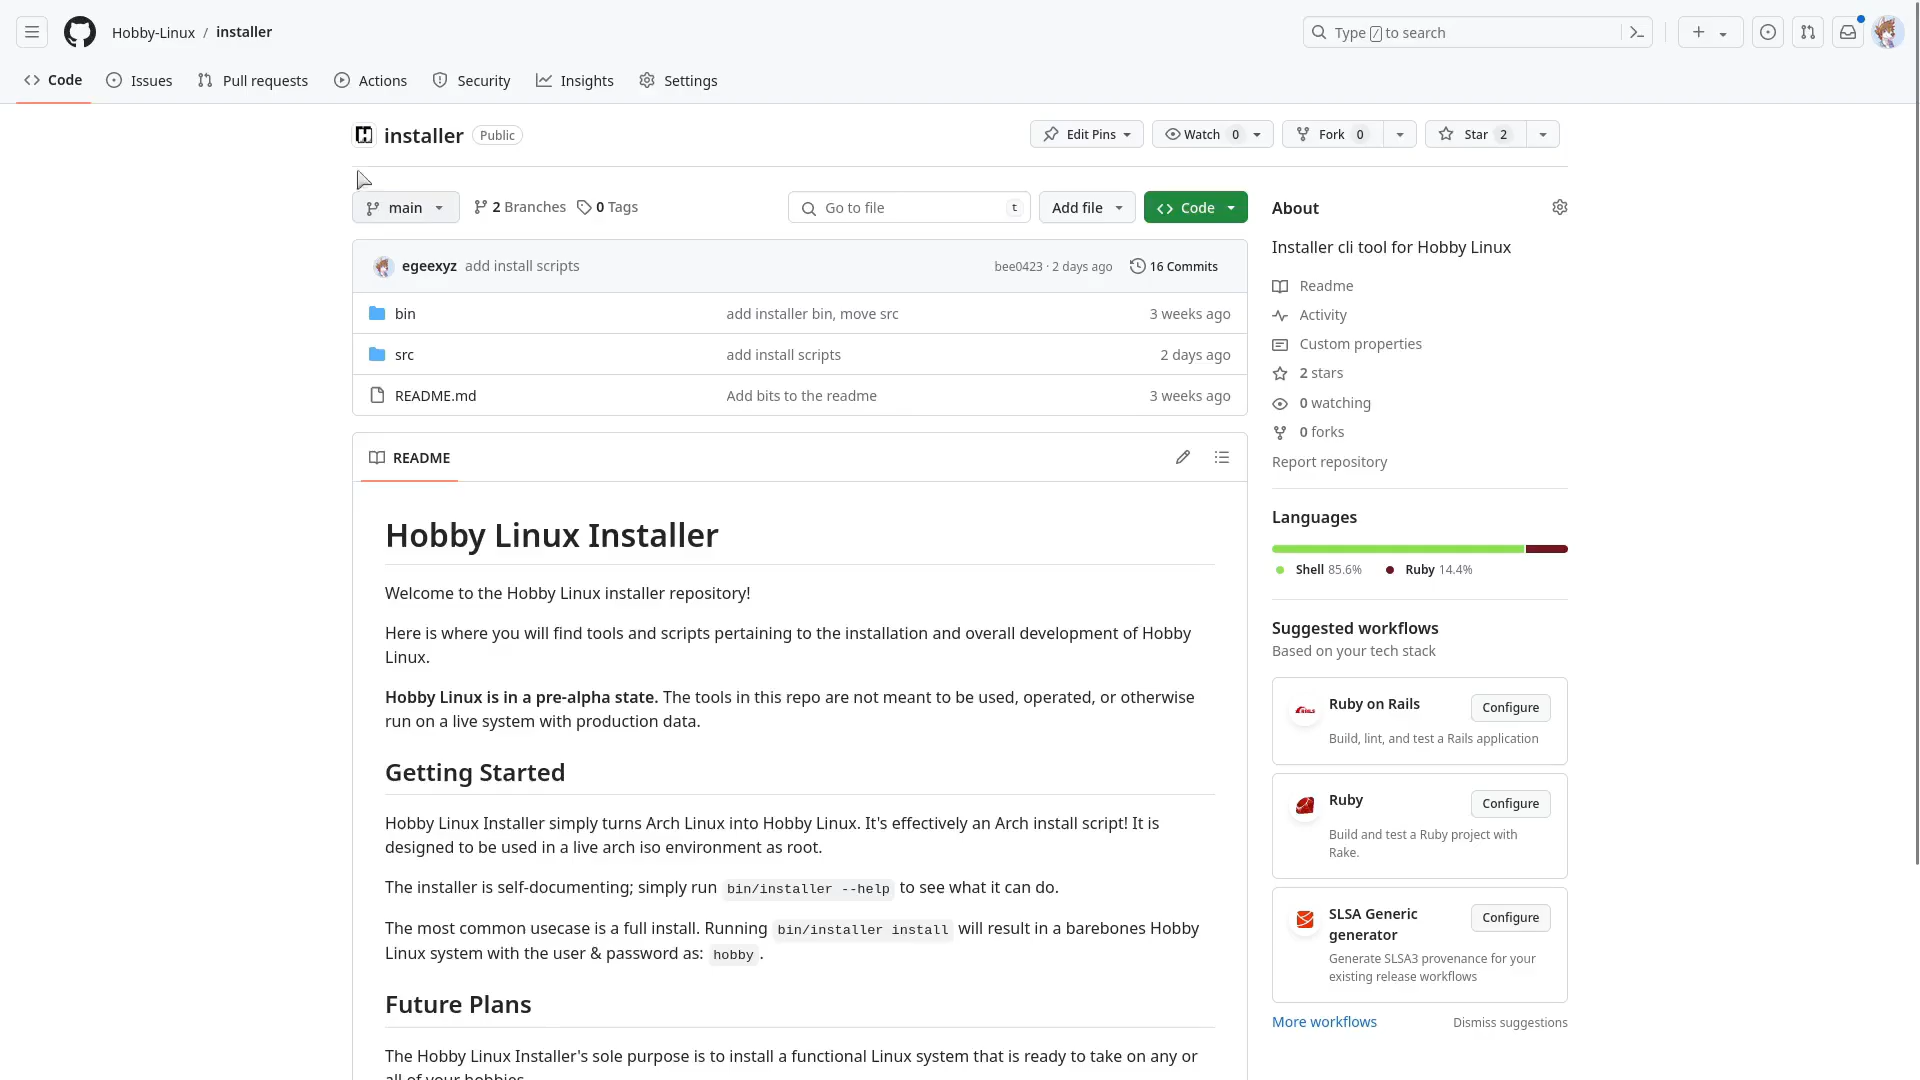 Hobby-Linux / installer
Type / to search
Code Issues Pull requests Actions Security Insights Settings
installer Public
Edit Pins Watch 0 Fork 0 Star 2
main 2 Branches 0 Tags Go to file t Add file Code
egeexyz add install scripts bee0423 · 2 days ago 16 Commits
bin add installer bin, move src 3 weeks ago
src add install scripts 2 days ago
README.md Add bits to the readme 3 weeks ago
README
Hobby Linux Installer
Welcome to the Hobby Linux installer repository!
Here is where you will find tools and scripts pertaining to the installation and overall development of Hobby
Linux.
Hobby Linux is in a pre-alpha state. The tools in this repo are not meant to be used, operated, or otherwise
run on a live system with production data.
Getting Started
Hobby Linux Installer simply turns Arch Linux into Hobby Linux. It's effectively an Arch install script! It is
designed to be used in a live arch iso environment as root.
The installer is self-documenting; simply run bin/installer --help to see what it can do.
The most common usecase is a full install. Running bin/installer install will result in a barebones Hobby
Linux system with the user & password as: hobby.
Future Plans
The Hobby Linux Installer's sole purpose is to install a functional Linux system that is ready to take on any or
all of your hobbies
About
Installer cli tool for Hobby Linux
Readme
Activity
Custom properties
2 stars
0 watching
0 forks
Report repository
Languages
Shell 85.6% Ruby 14.4%
Suggested workflows
Based on your tech stack
Ruby on Rails Configure
Build, lint, and test a Rails application
Ruby Configure
Build and test a Ruby project with
Rake.
SLSA Generic
generator Configure
Generate SLSA3 provenance for your
existing release workflows
More workflows Dismiss suggestions